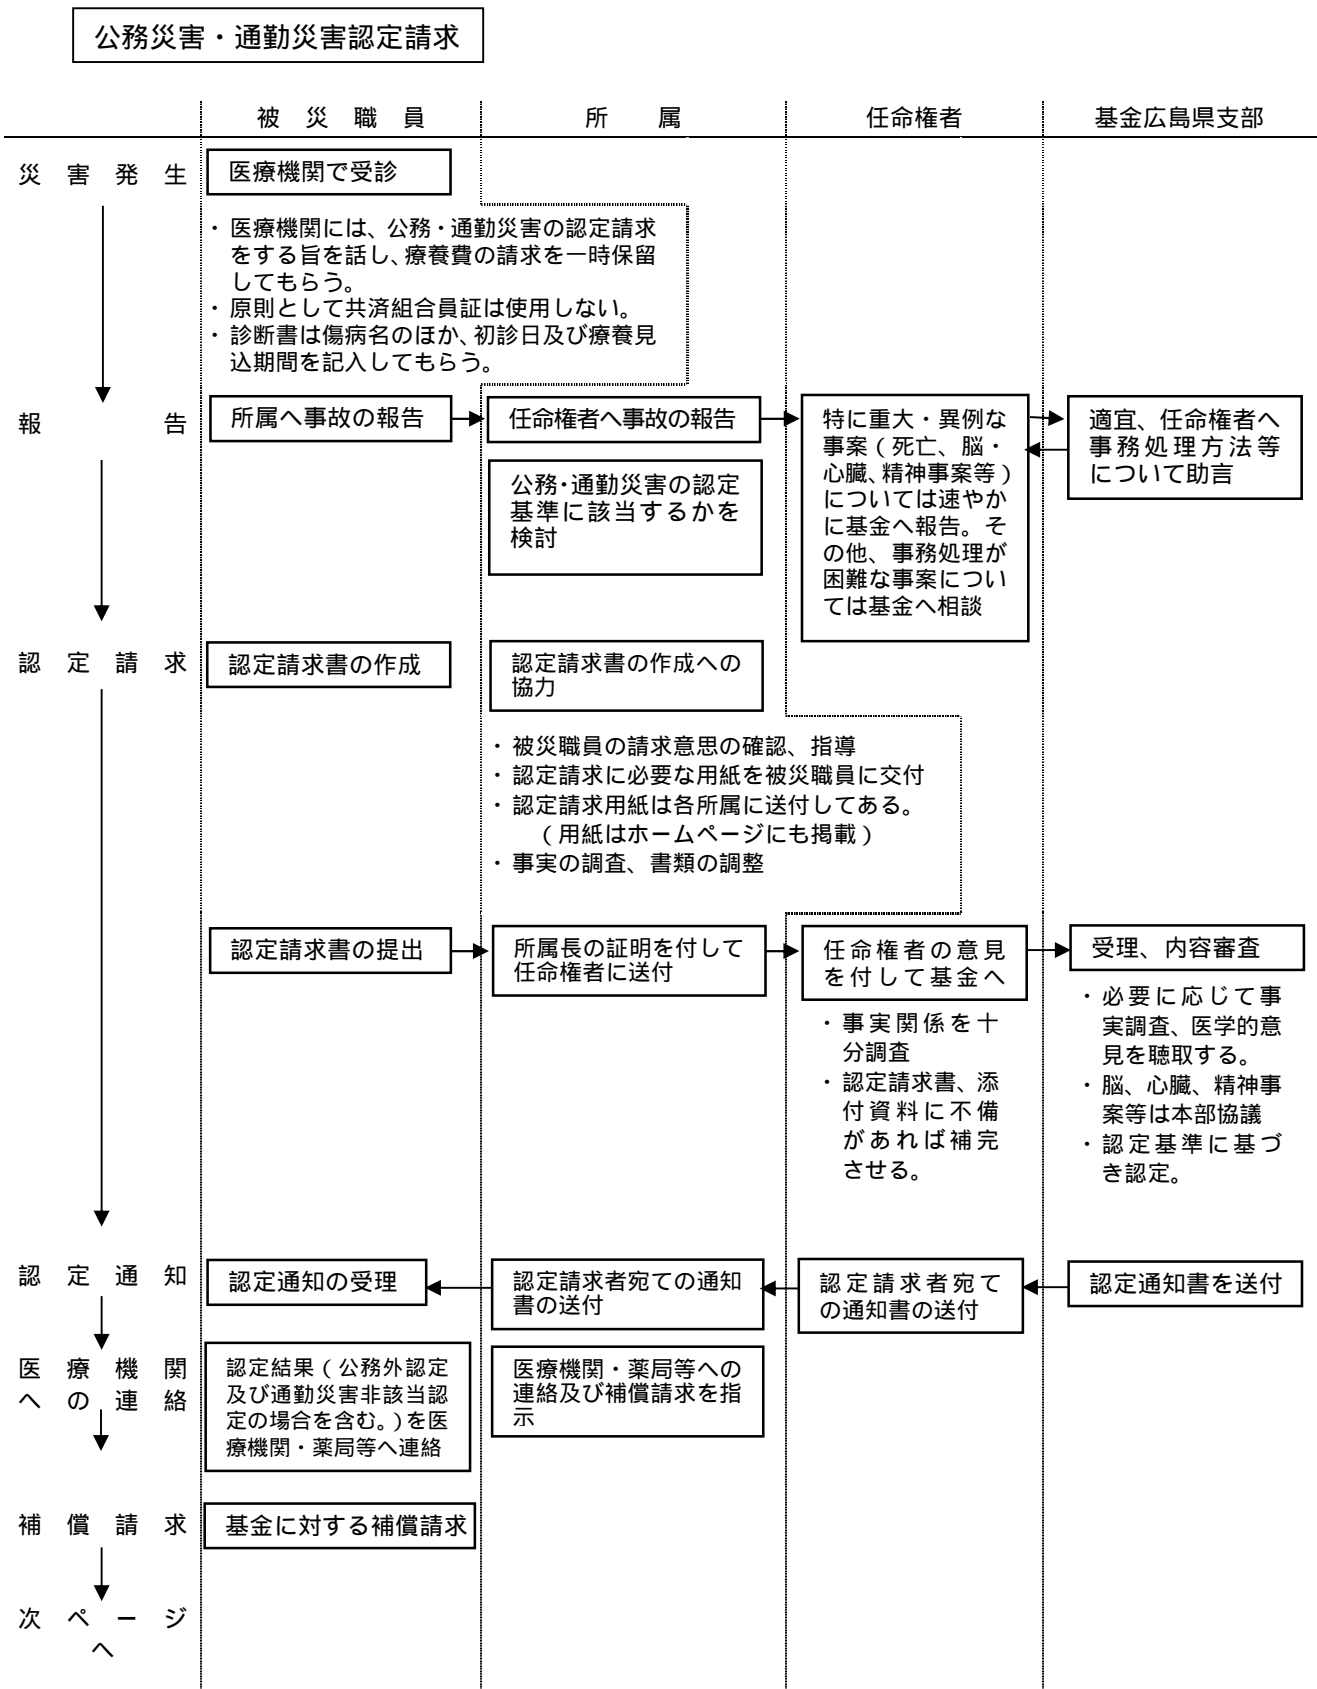 公務災害・通勤災害認定請求
被災職員
所属
任命権者
基金広島県支部
災害発生
医療機関で受診
・医療機関には、公務・通勤災害の認定請求
をする旨を話し、療養費の請求を一時保留
してもらう。
・原則として共済組合員証は使用しない。
・診断書は傷病名のほか、初診日及び療養見
込期間を記入してもらう。
報告
所属へ事故の報告
任命権者へ事故の報告
公務・通勤災害の認定
基準に該当するかを
検討
特に重大・異例な
事案(死亡、脳・
心臓、精神事案等)
については速やか
に基金へ報告。そ
の他、事務処理が
困難な事案につい
ては基金へ相談
適宜、任命権者へ
事務処理方法等
について助言
認定請求
認定請求書の作成
認定請求書の作成への
協力
・被災職員の請求意思の確認、指導
・認定請求に必要な用紙を被災職員に交付
・認定請求用紙は各所属に送付してある。
(用紙はホームページにも掲載)
・事実の調査、書類の調整
認定請求書の提出
所属長の証明を付して
任命権者に送付
任命権者の意見
を付して基金へ
・事実関係を十
分調査
・認定請求書、添
付資料に不備
があれば補完
させる。
受理、内容審査
・必要に応じて事
実調査、医学的意
見を聴取する。
・脳、心臓、精神事
案等は本部協議
・認定基準に基づ
き認定。
認定通知
認定通知の受理
認定請求者宛ての通知
書の送付
認定請求者宛て
の通知書の送付
認定通知書を送付
医療機関
への連絡
認定結果(公務外認定
及び通勤災害非該当認
定の場合を含む。)を医
療機関・薬局等へ連絡
医療機関・薬局等への
連絡及び補償請求を指
示
補償請求
基金に対する補償請求
次ページ
へ